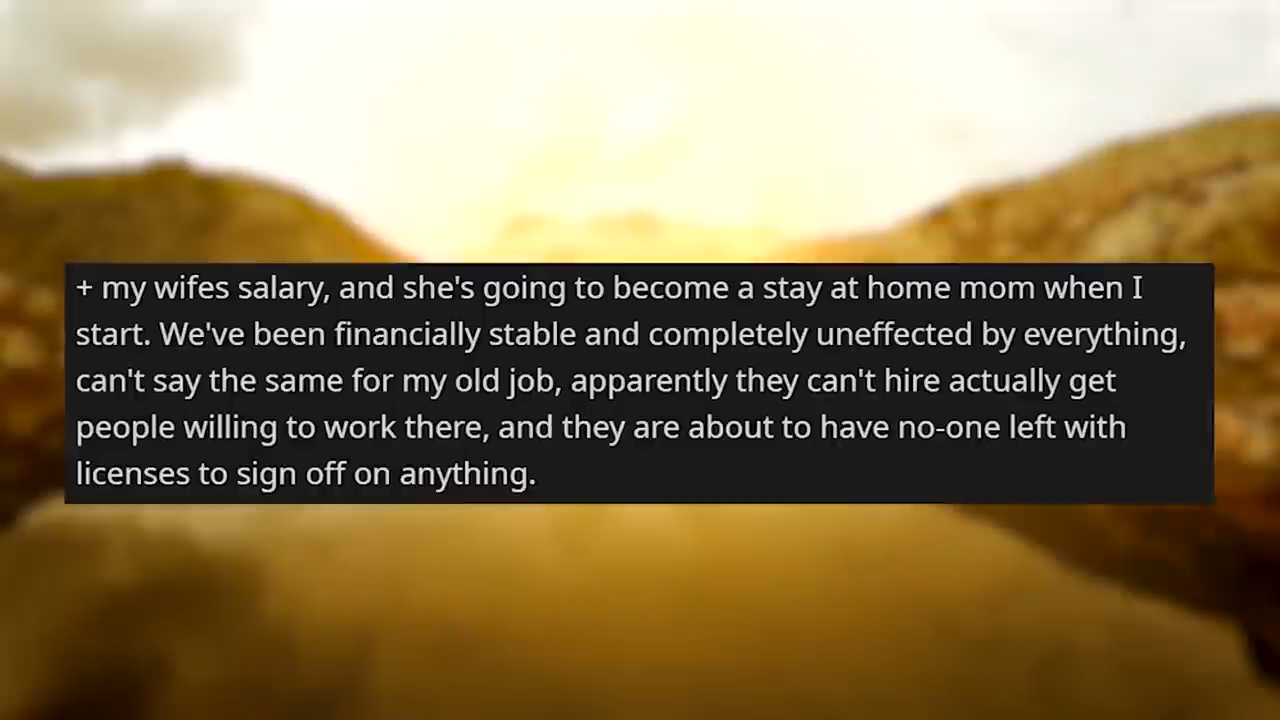 + my wifes salary, and she's going to become a stay at home mom when I
start. We've been financially stable and completely uneffected by everything,
can't say the same for my old job, apparently they can't hire actually get
people willing to work there, and they are about to have no-one left with
licenses to sign off on anything.